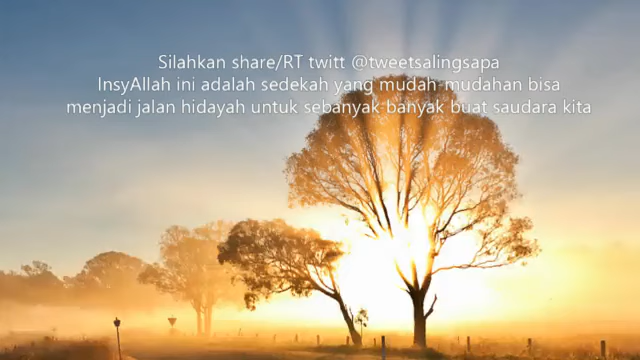 Silahkan share/RT twitt @tweetsalingsapa
InsyAllah ini adalah sedekah yang mudah-mudahan bisa
menjadi jalan hidayah untuk sebanyak-banyak buat saudara kita